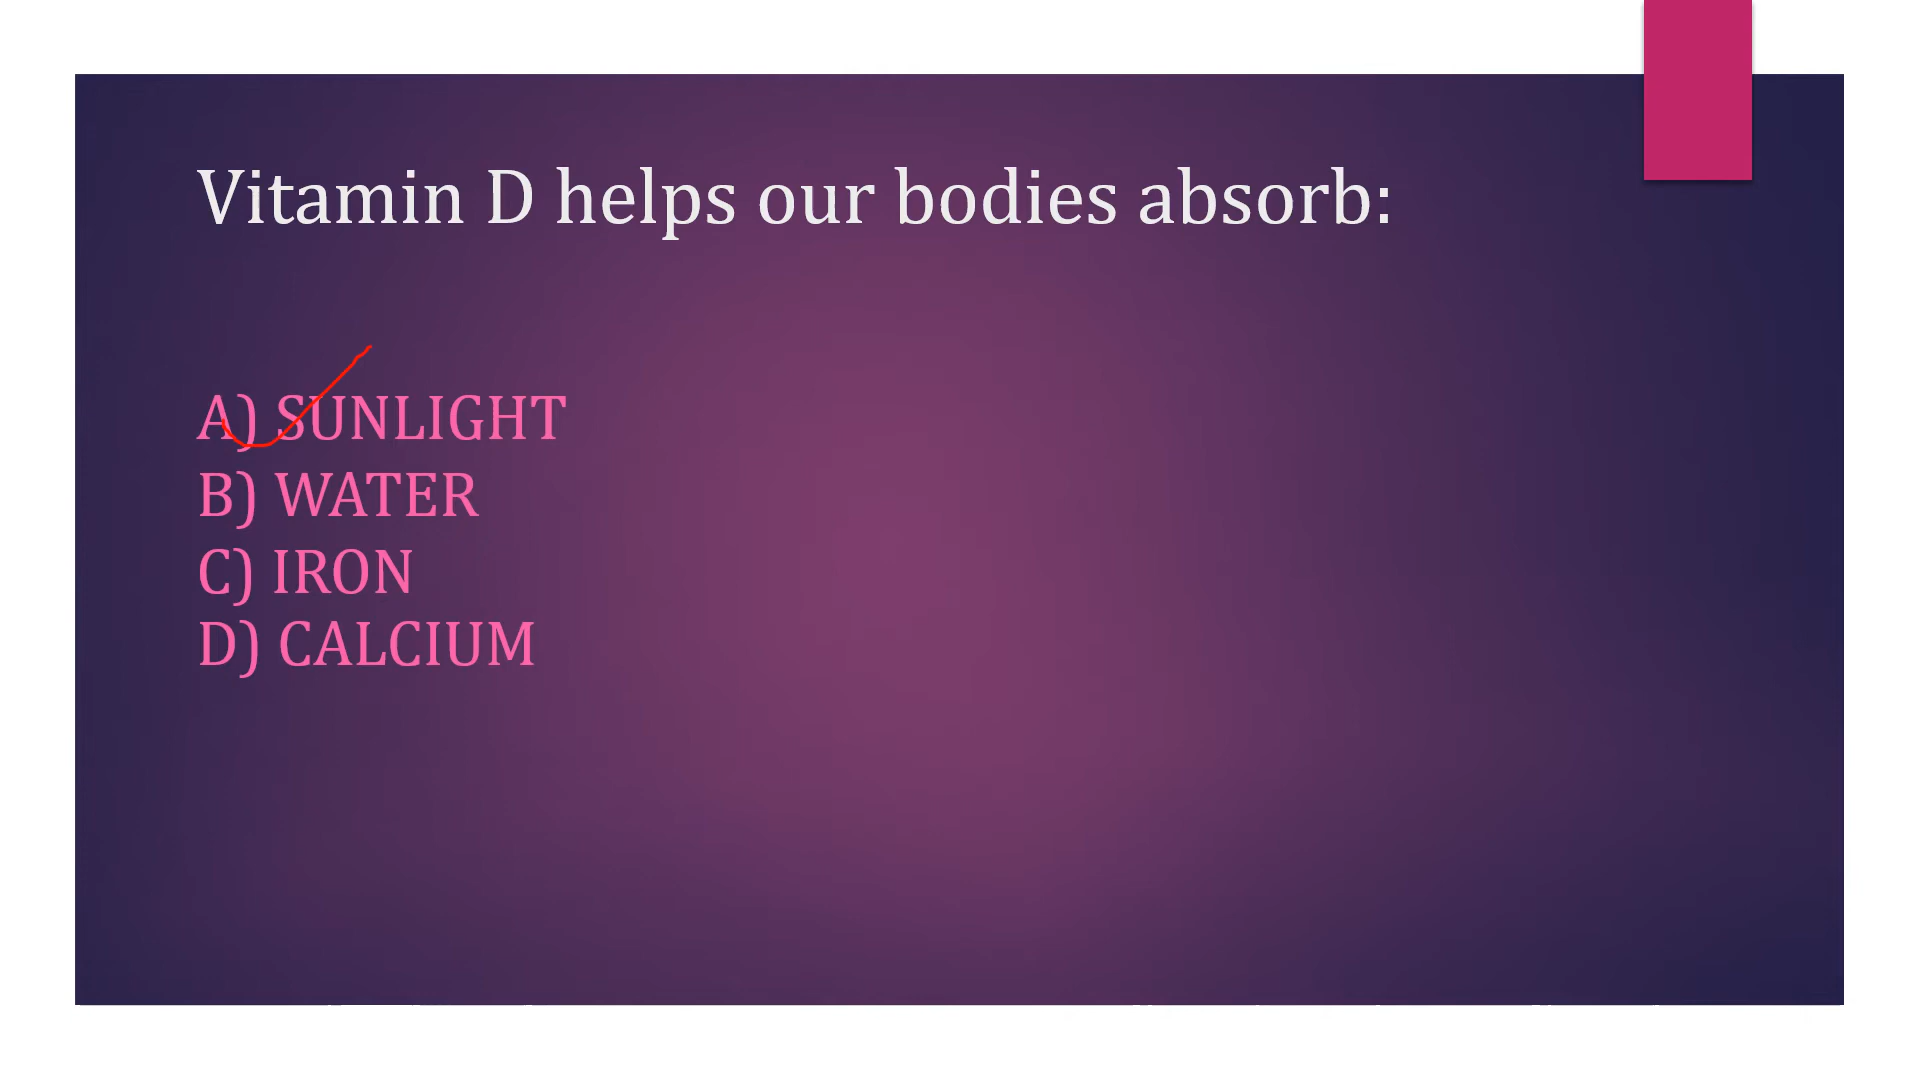 Vitamin D helps our bodies absorb:
A) SUNLIGHT
B) WATER
C) IRON
D) CALCIUM